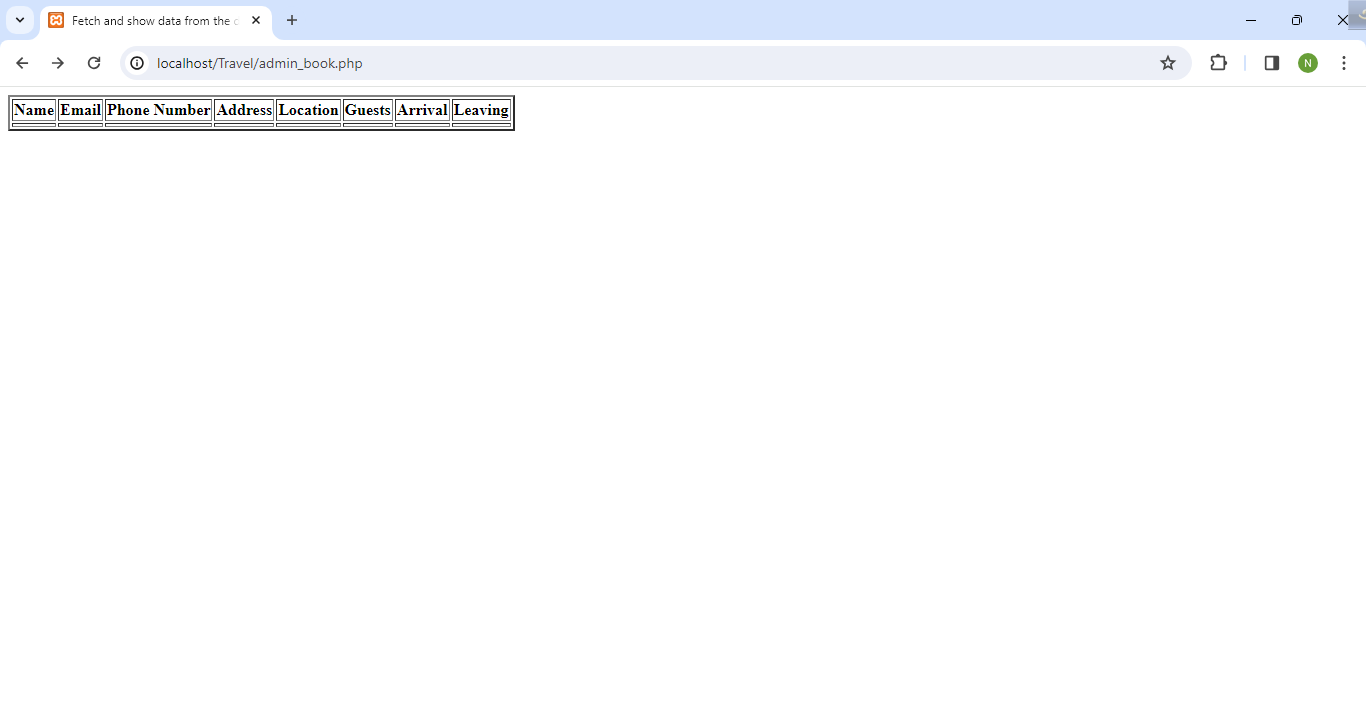 Fetch and show data from the
localhost/Travel/admin_book.php
N
Name Email Phone Number Address Location Guests Arrival Leaving